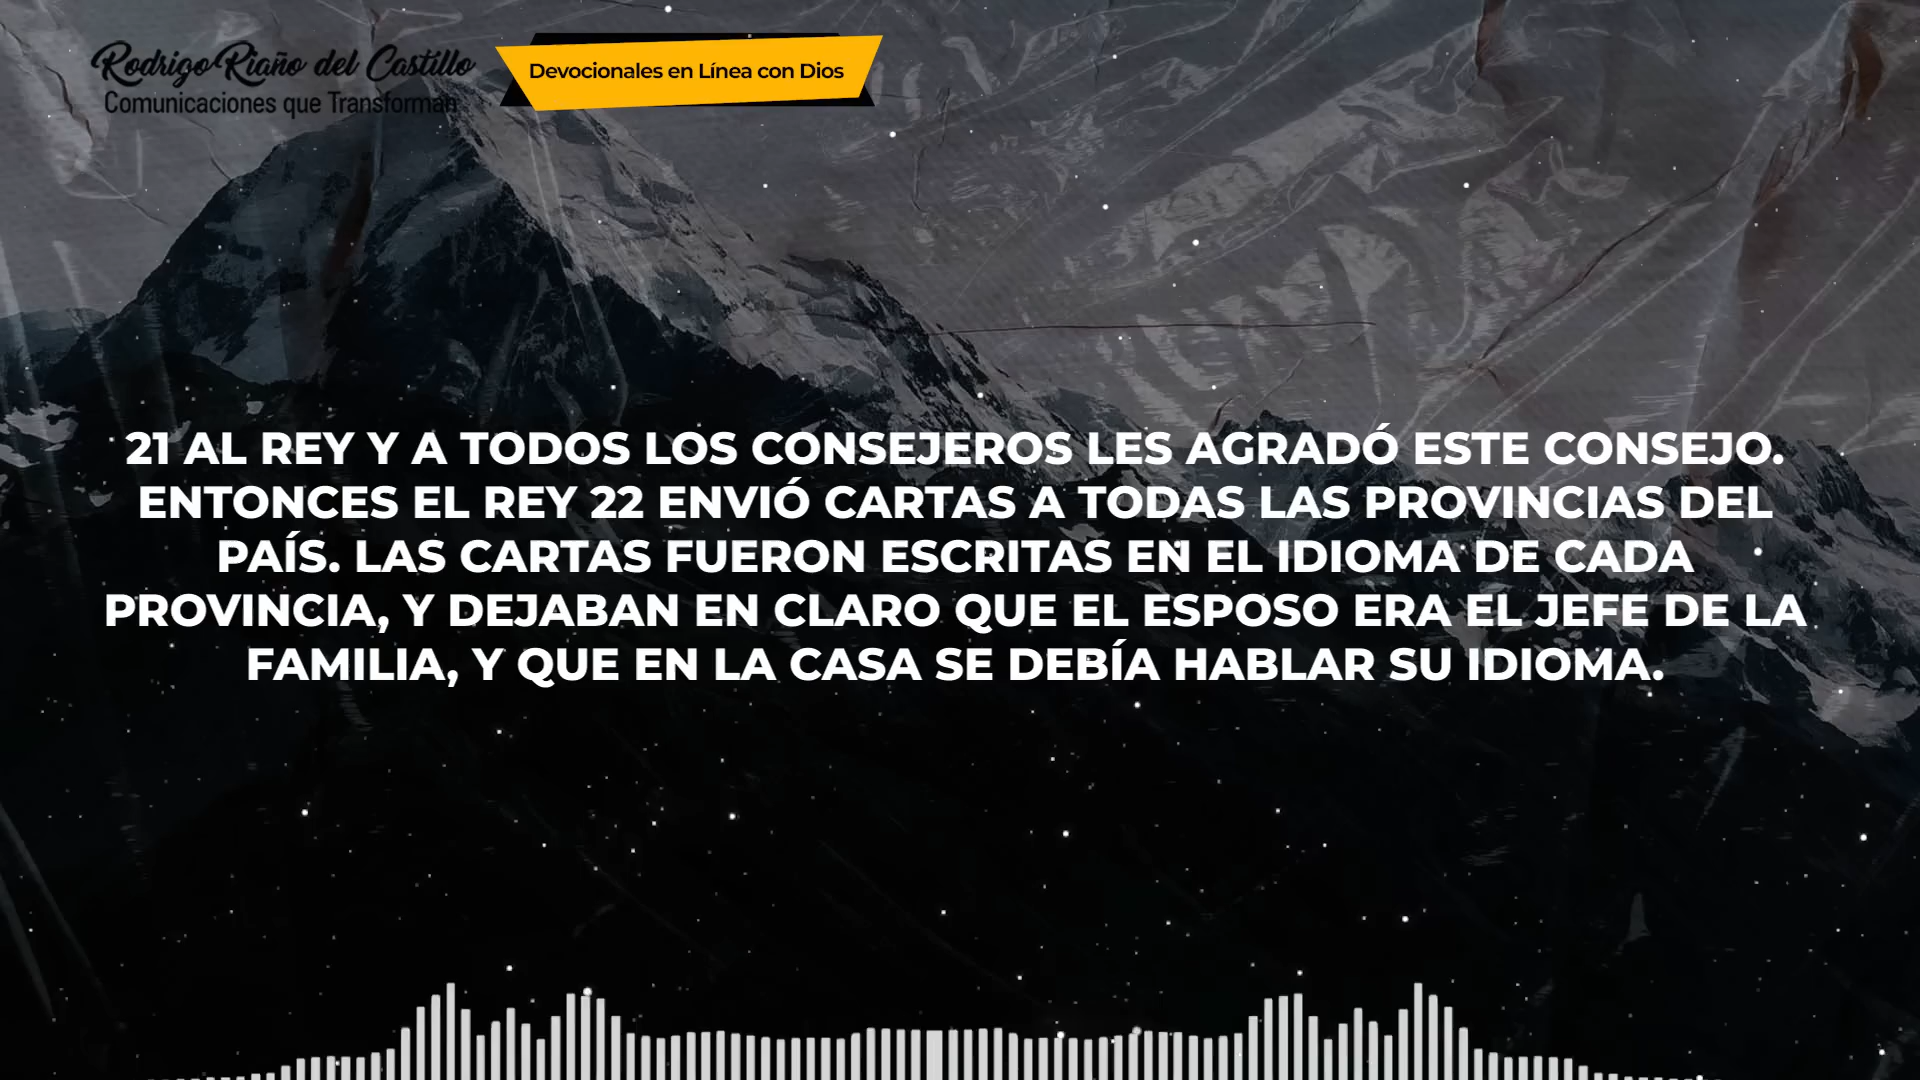 Rodrigo Riaño del Castillo
Comunicaciones que Transforman
Devocionales en Línea con Dios
21 AL REY Y A TODOS LOS CONSEJEROS LES AGRADÓ ESTE CONSEJO.
ENTONCES EL REY 22 ENVIÓ CARTAS A TODAS LAS PROVINCIAS DEL
PAÍS. LAS CARTAS FUERON ESCRITAS EN EL IDIOMA DE CADA
PROVINCIA, Y DEJABAN EN CLARO QUE EL ESPOSO ERA EL JEFE DE LA
FAMILIA, Y QUE EN LA CASA SE DEBÍA HABLAR SU IDIOMA.